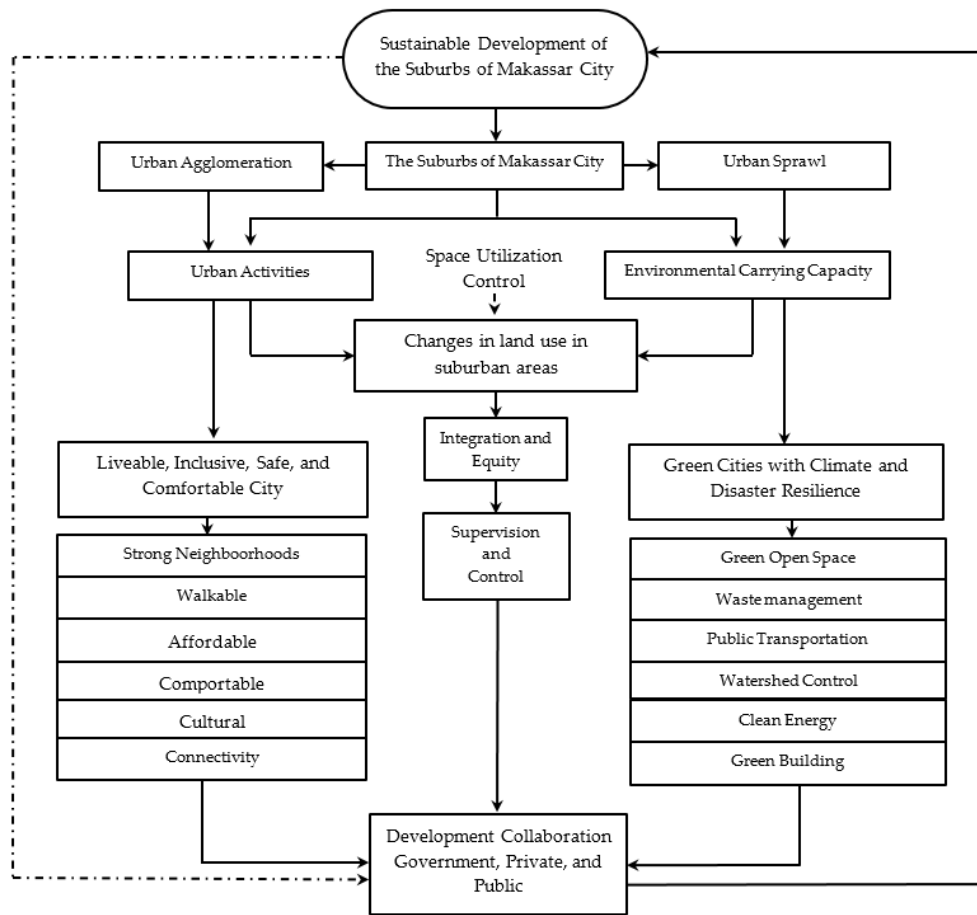 Sustainable Development of
the Suburbs of Makassar City
Urban Agglomeration
The Suburbs of Makassar City
Urban Sprawl
Urban Activities
Space Utilization
Control
Environmental Carrying Capacity
Changes in land use in
suburban areas
Integration and
Equity
Liveable, Inclusive, Safe, and
Comfortable City
Green Cities with Climate and
Disaster Resilience
Supervision
and
Control
Strong Neighboorhoods
Walkable
Affordable
Comportable
Cultural
Connectivity
Green Open Space
Waste management
Public Transportation
Watershed Control
Clean Energy
Green Building
Development Collaboration
Government, Private, and
Public